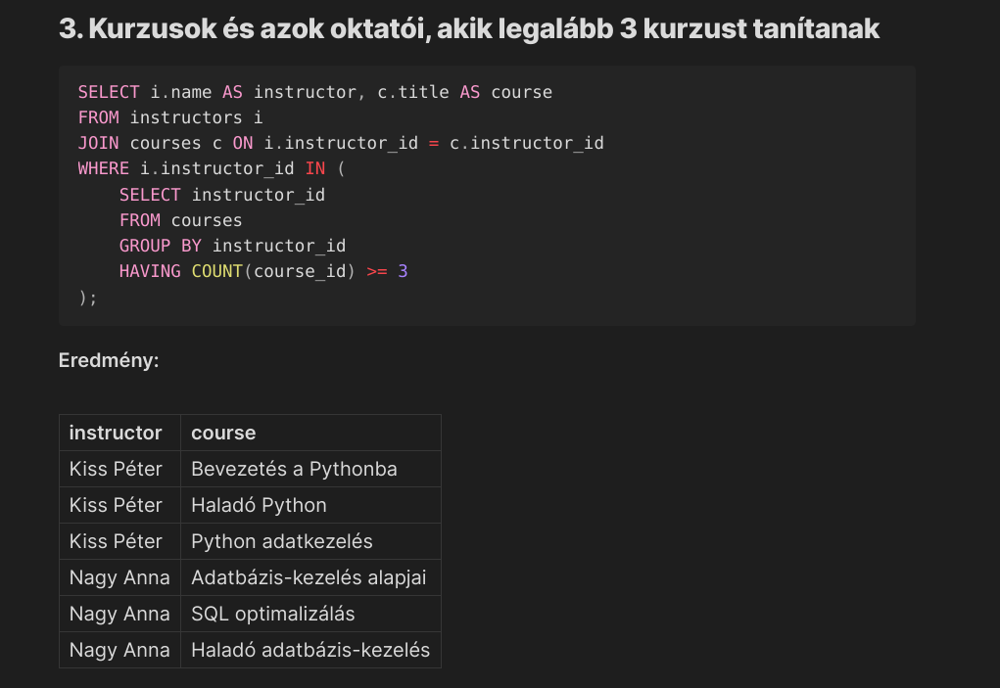 3. Kurzusok és azok oktatói, akik legalább 3 kurzust tanítanak
SELECT i.name AS instructor, c.title AS course
FROM instructors i
JOIN courses c ON i.instructor_id = c.instructor_id
WHERE i.instructor_id IN (
    SELECT instructor_id
    FROM courses
    GROUP BY instructor_id
    HAVING COUNT(course_id) >= 3
);
Eredmény:
instructor course
Kiss Péter Bevezetés a Pythonba
Kiss Péter Haladó Python
Kiss Péter Python adatkezelés
Nagy Anna Adatbázis-kezelés alapjai
Nagy Anna SQL optimalizálás
Nagy Anna Haladó adatbázis-kezelés